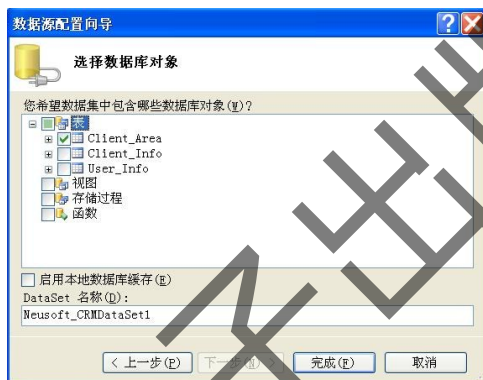 数据源配置向导
选择数据库对象
您希望数据集中包含哪些数据库对象(W)?
表
Client_Area
Client_Info
User_Info
视图
存储过程
函数
启用本地数据库缓存(E)
DataSet 名称(D):
Neusoft_CRMDataSet1
< 上一步(P) 下一步(N) > 完成(F) 取消